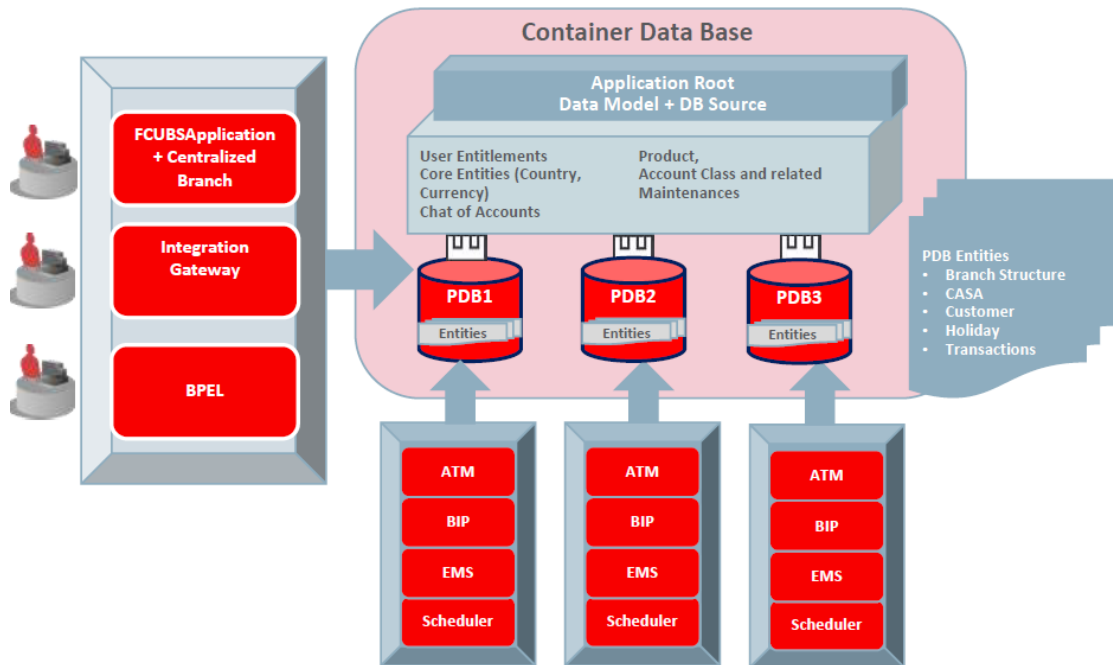 Container Data Base
Application Root
Data Model + DB Source
FCUBSApplication
+ Centralized
Branch
Integration
Gateway
BPEL
User Entitlements
Core Entities (Country,
Currency)
Chat of Accounts
Product,
Account Class and related
Maintenances
PDB1
Entities
PDB2
Entities
PDB3
Entities
PDB Entities
• Branch Structure
• CASA
• Customer
• Holiday
• Transactions
ATM
BIP
EMS
Scheduler
ATM
BIP
EMS
Scheduler
ATM
BIP
EMS
Scheduler